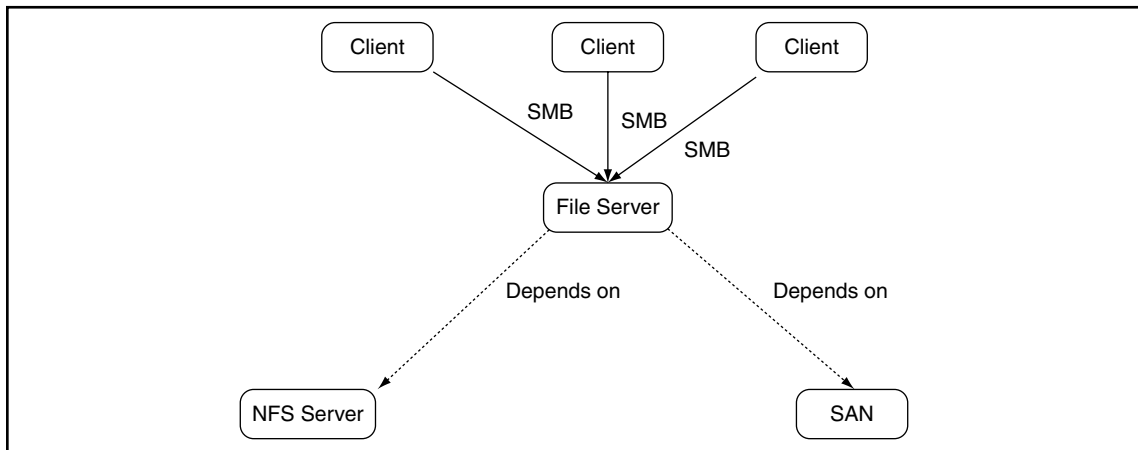 Client
Client
Client
SMB
SMB
SMB
File Server
Depends on
Depends on
NFS Server
SAN